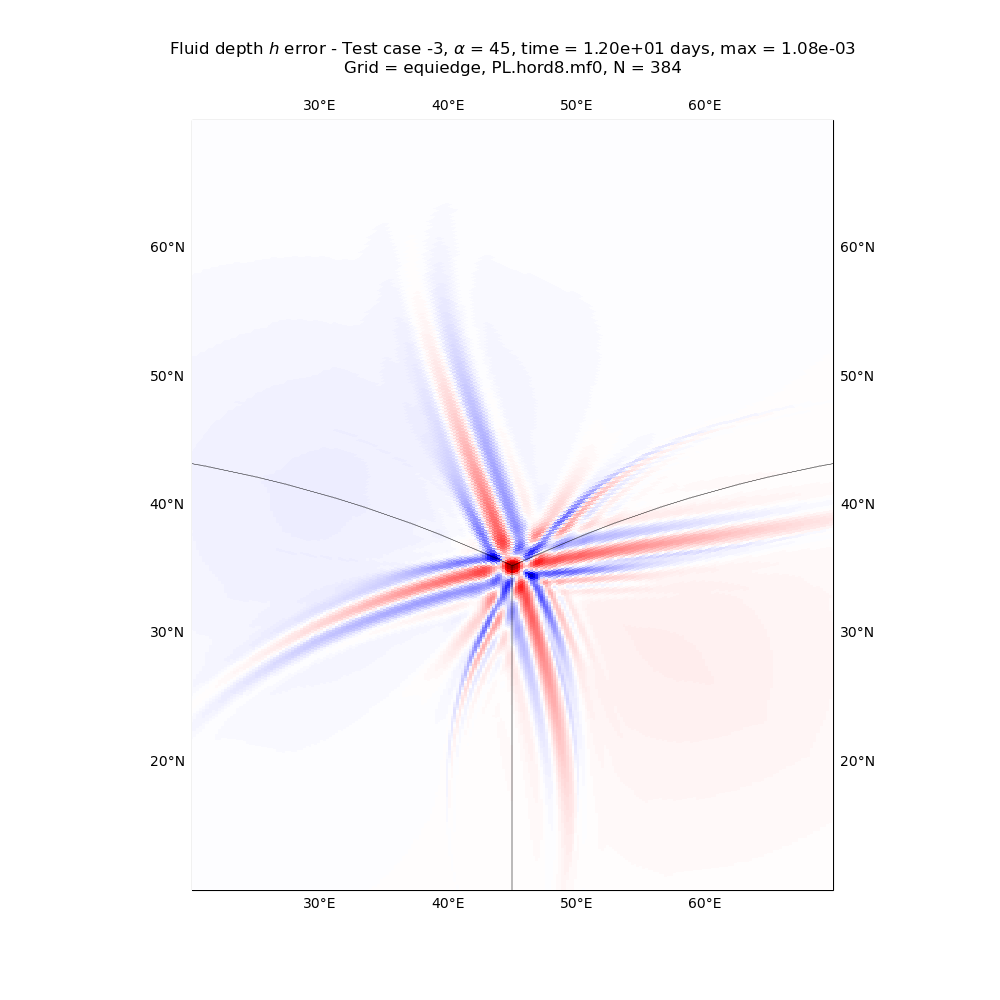 Fluid depth h error - Test case -3, α = 45, time = 1.20e+01 days, max = 1.08e-03
Grid = equiedge, PL.hord8.mf0, N = 384
30°E 40°E 50°E 60°E
60°N 60°N
50°N 50°N
40°N 40°N
30°N 30°N
20°N 20°N
30°E 40°E 50°E 60°E